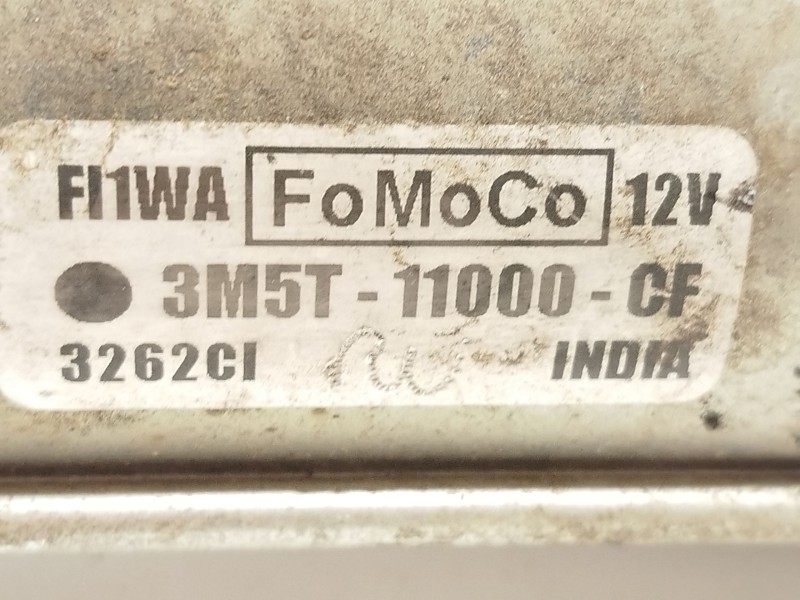 FI1WA FoMoCo 12V
3M5T - 11000 - CF
3262CI INDIA